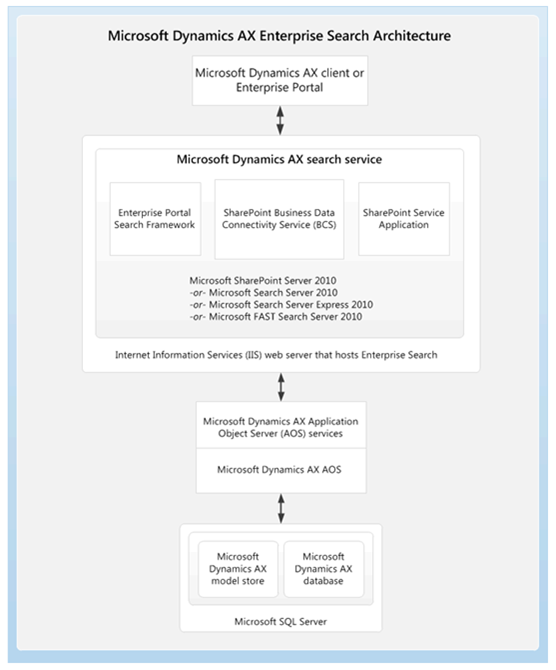 Microsoft Dynamics AX Enterprise Search Architecture
Microsoft Dynamics AX client or
Enterprise Portal
Microsoft Dynamics AX search service
Enterprise Portal
Search Framework
SharePoint Business Data
Connectivity Service (BCS)
SharePoint Service
Application
Microsoft SharePoint Server 2010
-or- Microsoft Search Server 2010
-or- Microsoft Search Server Express 2010
-or- Microsoft FAST Search Server 2010
Internet Information Services (IIS) web server that hosts Enterprise Search
Microsoft Dynamics AX Application
Object Server (AOS) services
Microsoft Dynamics AX AOS
Microsoft
Dynamics AX
model store
Microsoft
Dynamics AX
database
Microsoft SQL Server